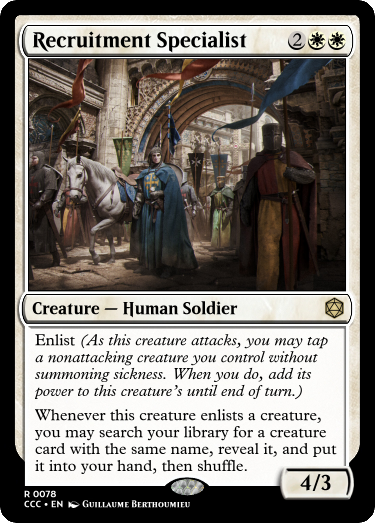 Recruitment Specialist 2
Creature — Human Soldier
Enlist (As this creature attacks, you may tap
a nonattacking creature you control without
summoning sickness. When you do, add its
power to this creature's until end of turn.)
Whenever this creature enlists a creature,
you may search your library for a creature
card with the same name, reveal it, and put
it into your hand, then shuffle.
4/3
R 0078
CCC • EN Guillaume Berthoumieu